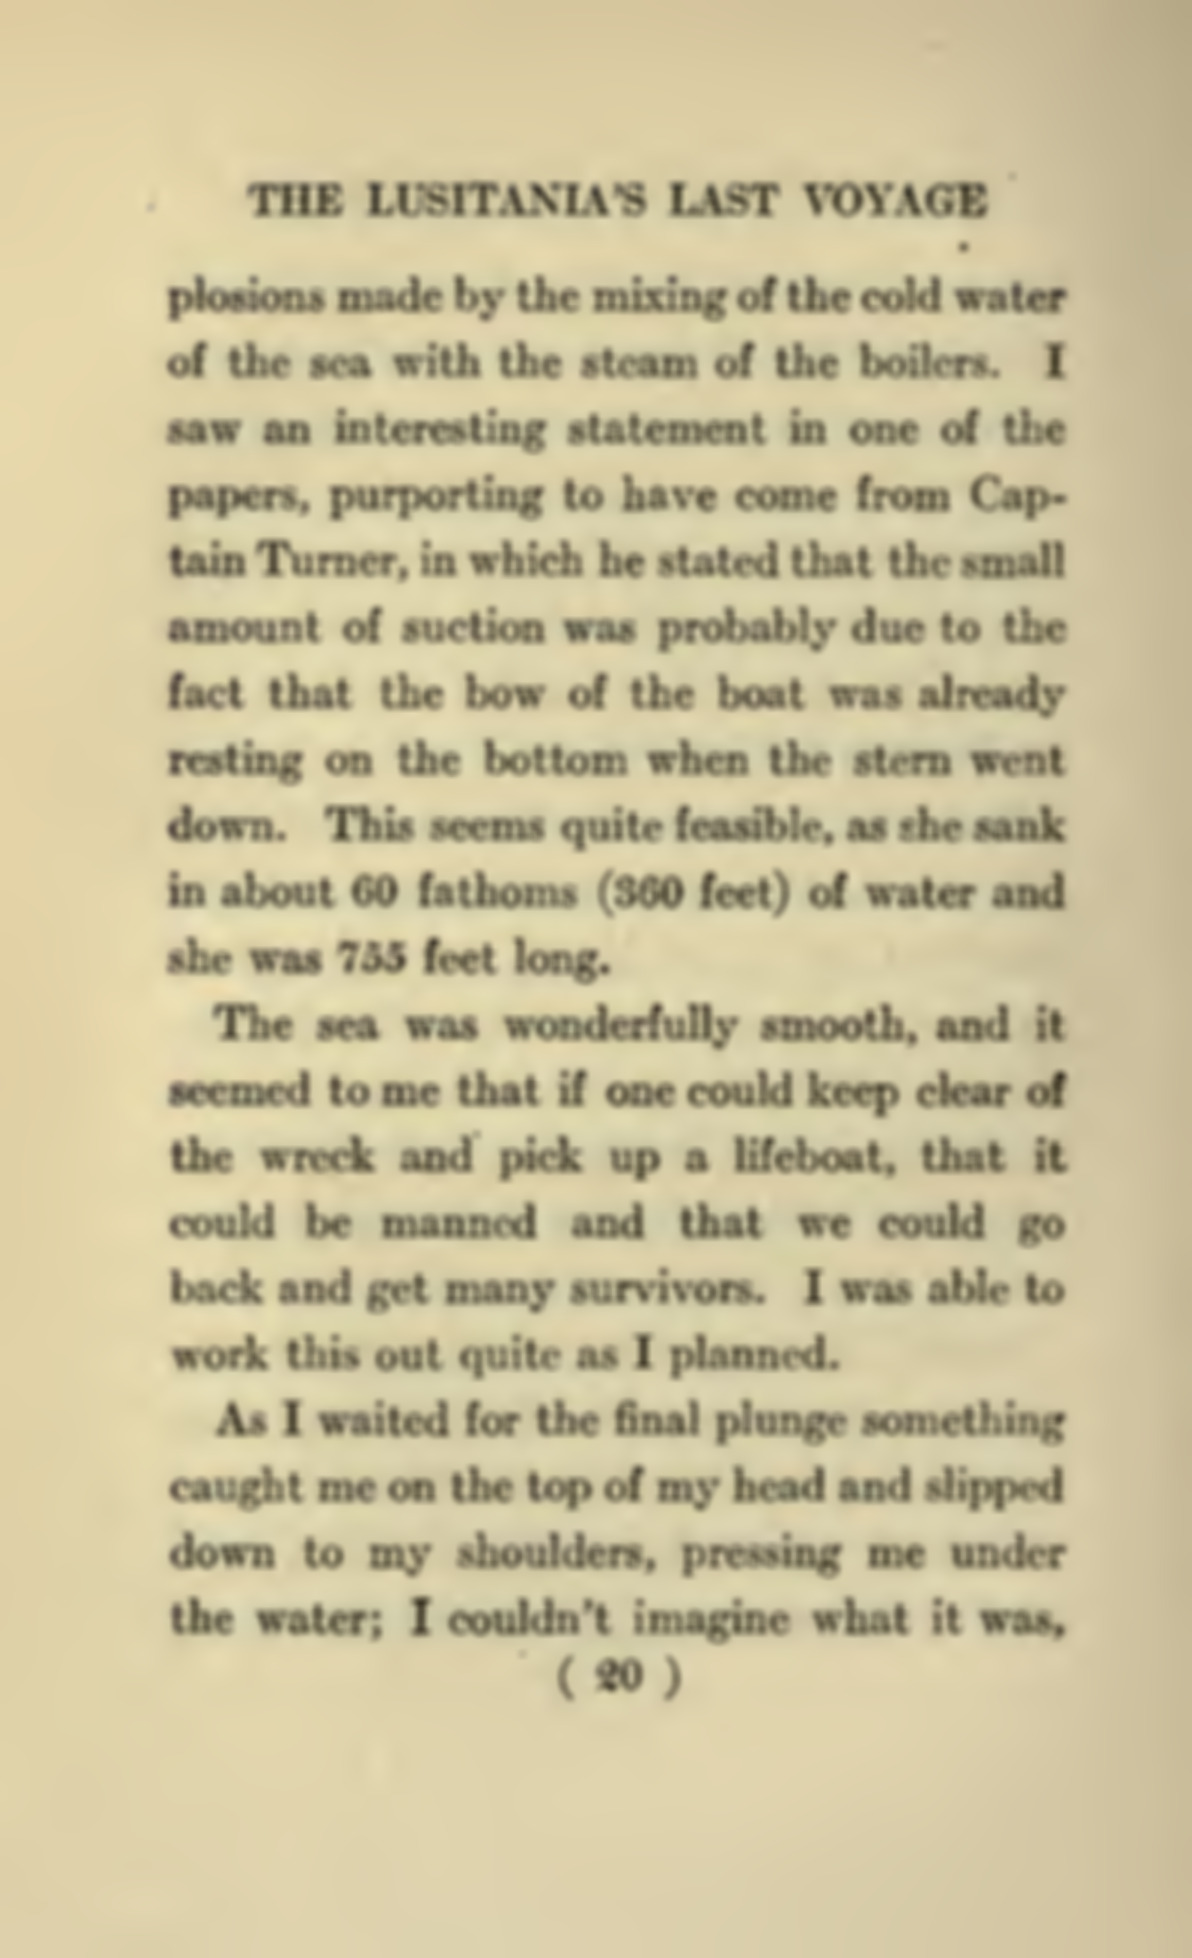 THE LUSITANIA'S LAST VOYAGE
plosions made by the mixing of the cold water
of the sea with the steam of the boilers. I
saw an interesting statement in one of the
papers, purporting to have come from Cap-
tain Turner, in which he stated that the small
amount of suction was probably due to the
fact that the bow of the boat was already
resting on the bottom when the stern went
down. This seems quite feasible, as she sank
in about 60 fathoms (360 feet) of water and
she was 755 feet long.
The sea was wonderfully smooth, and it
seemed to me that if one could keep clear of
the wreck and pick up a lifeboat, that it
could be manned and that we could go
back and get many survivors. I was able to
work this out quite as I planned.
As I waited for the final plunge something
caught me on the top of my head and slipped
down to my shoulders, pressing me under
the water; I couldn't imagine what it was,
( 20 )